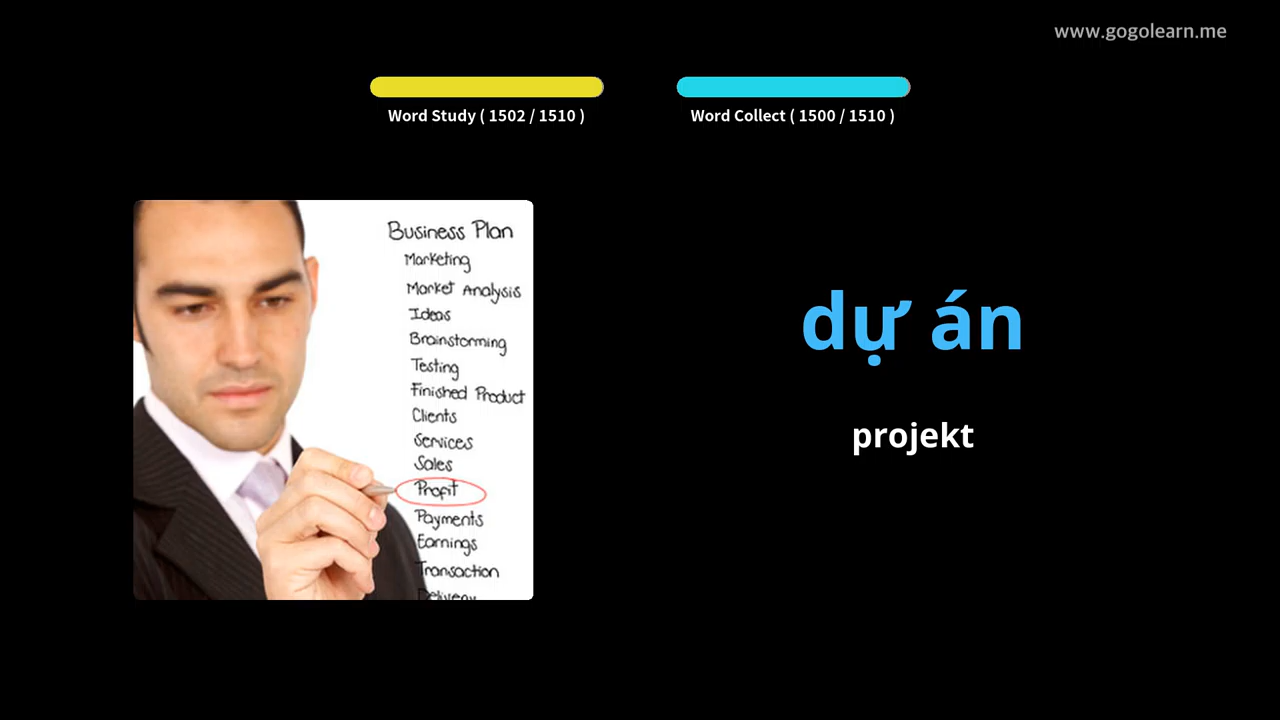 www.gogolearn.me
Word Study ( 1502 / 1510 )
Word Collect ( 1500 / 1510 )
Business Plan
Marketing
Market Analysis
Ideas
Brainstorming
Testing
Finished Product
Clients
Services
Sales
Profit
Payments
Earnings
Transaction
Delivery
dự án
projekt